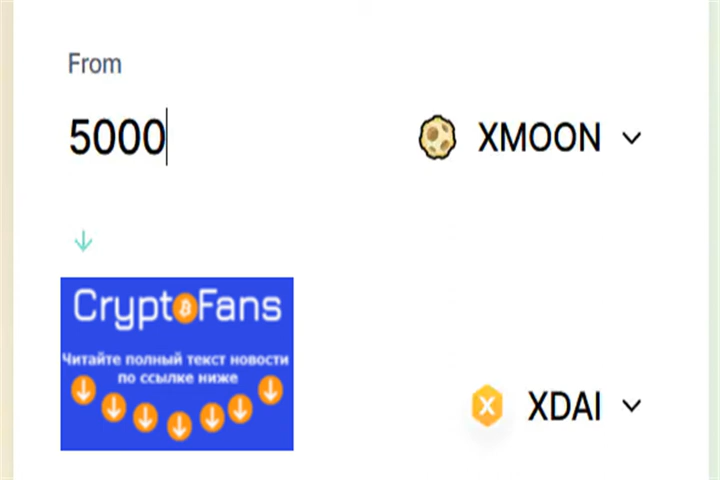 From
5000
XMOON
CryptoFans
Читайте полный текст новости
по ссылке ниже
XDAI